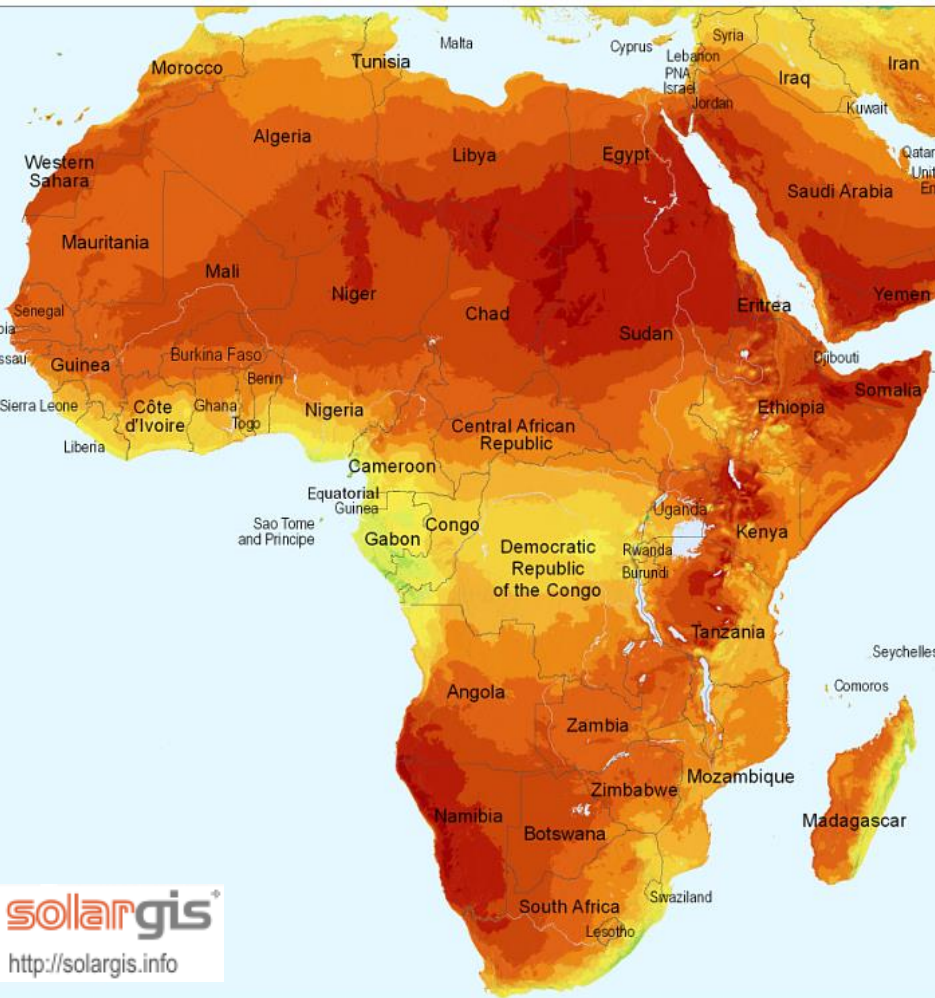 Malta
Cyprus
Syria
Lebanon
PNA
Israel
Jordan
Iraq
Iran
Kuwait
Morocco
Tunisia
Algeria
Libya
Egypt
Qatar
Unit
Saudi Arabia
Western
Sahara
Mauritania
Mali
Niger
Chad
Sudan
Eritrea
Yemen
Senegal
Djibouti
Guinea
Burkina Faso
Benin
Ethiopia
Somalia
Sierra Leone
Côte
d'Ivoire
Ghana
Togo
Nigeria
Central African
Republic
Liberia
Cameroon
Equatorial
Guinea
Sao Tome
and Principe
Gabon
Congo
Democratic
Republic
of the Congo
Uganda
Rwanda
Burundi
Kenya
Tanzania
Seychelles
Comoros
Angola
Zambia
Mozambique
Zimbabwe
Namibia
Botswana
Madagascar
South Africa
Swaziland
Lesotho
solargis
http://solargis.info